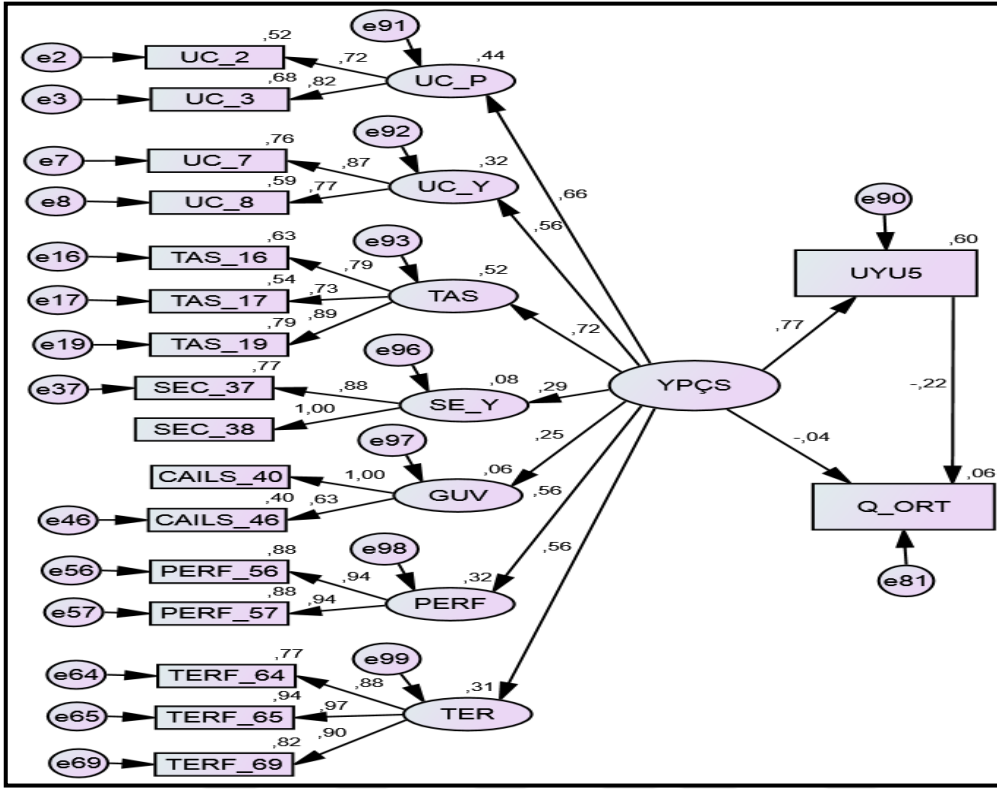 e91
,52
e2
UC_2
,72
,44
UC_P
,68
,82
e3
UC_3
e92
,76
e7
UC_7
,87
,32
UC_Y
,59
,77
e8
UC_8
,66
,56
e90
,63
e93
e16
TAS_16
,79
,52
,60
UYU5
,54
,73
TAS
e17
TAS_17
,79
,89
,72
,77
e19
TAS_19
e96
,77
e37
SEC_37
,88
,08
,29
YPÇS
-,22
SE_Y
1,00
SEC_38
e97
,25
-,04
CAILS_40
1,00
,06
,06
GUV
,40
,63
,56
Q_ORT
e46
CAILS_46
,88
e98
,56
e56
PERF_56
,94
,32
e81
,88
,94
PERF
e57
PERF_57
,77
e99
e64
TERF_64
,88
,31
,94
,97
TER
e65
TERF_65
,82
,90
e69
TERF_69